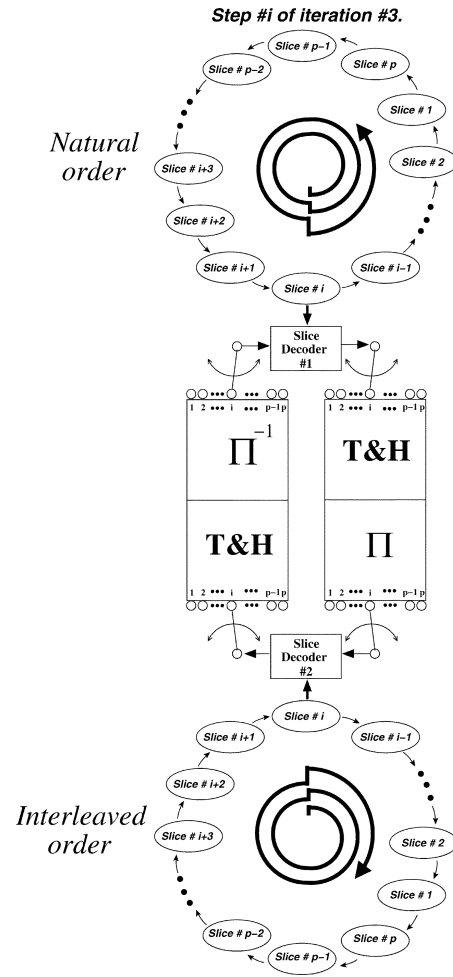 Step #i of iteration #3.
Slice # p−1
Slice # p−2
Slice # p
Slice # 1
Natural
order
Slice # 2
Slice # i+3
Slice # i+2
Slice # i+1
Slice # i−1
Slice # i
Slice
Decoder
#1
1 2 ••• i ••• p−1 p
1 2 ••• i ••• p−1 p
Π−1
T&H
T&H
Π
1 2 ••• i ••• p−1 p
1 2 ••• i ••• p−1 p
Slice
Decoder
#2
Slice # i
Slice # i+1
Slice # i−1
Slice # i+2
Interleaved
order
Slice # i+3
Slice # 2
Slice # 1
Slice # p−2
Slice # p
Slice # p−1